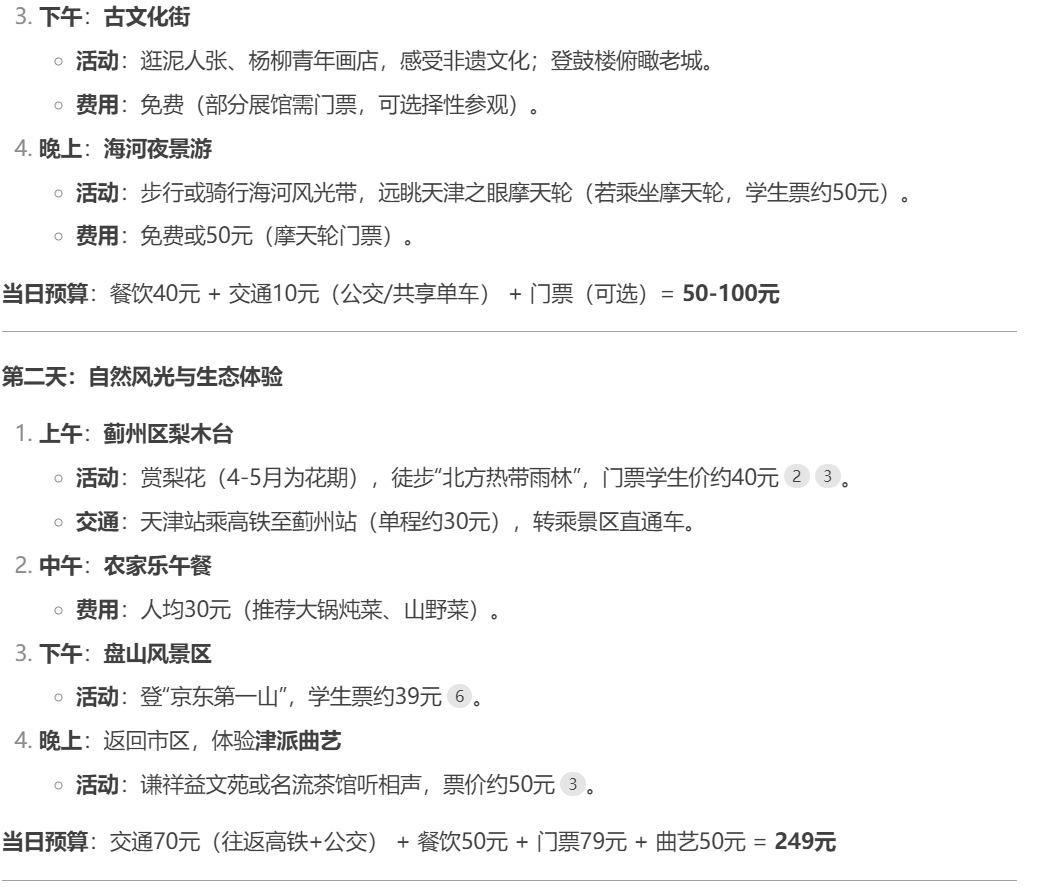 3. 下午：古文化街
◦ 活动：逛泥人张、杨柳青年画店，感受非遗文化；登鼓楼俯瞰老城。
◦ 费用：免费（部分展馆需门票，可选择性参观）。
4. 晚上：海河夜景游
◦ 活动：步行或骑行海河风光带，远眺天津之眼摩天轮（若乘坐摩天轮，学生票约50元）。
◦ 费用：免费或50元（摩天轮门票）。
当日预算：餐饮40元 + 交通10元（公交/共享单车） + 门票（可选）= 50-100元
第二天：自然风光与生态体验
1. 上午：蓟州区梨木台
◦ 活动：赏梨花（4-5月为花期），徒步“北方热带雨林”，门票学生价约40元 2 3 。
◦ 交通：天津站乘高铁至蓟州站（单程约30元），转乘景区直通车。
2. 中午：农家乐午餐
◦ 费用：人均30元（推荐大锅炖菜、山野菜）。
3. 下午：盘山风景区
◦ 活动：登“京东第一山”，学生票约39元 6 。
4. 晚上：返回市区，体验津派曲艺
◦ 活动：谦祥益文苑或名流茶馆听相声，票价约50元 3 。
当日预算：交通70元（往返高铁+公交） + 餐饮50元 + 门票79元 + 曲艺50元 = 249元